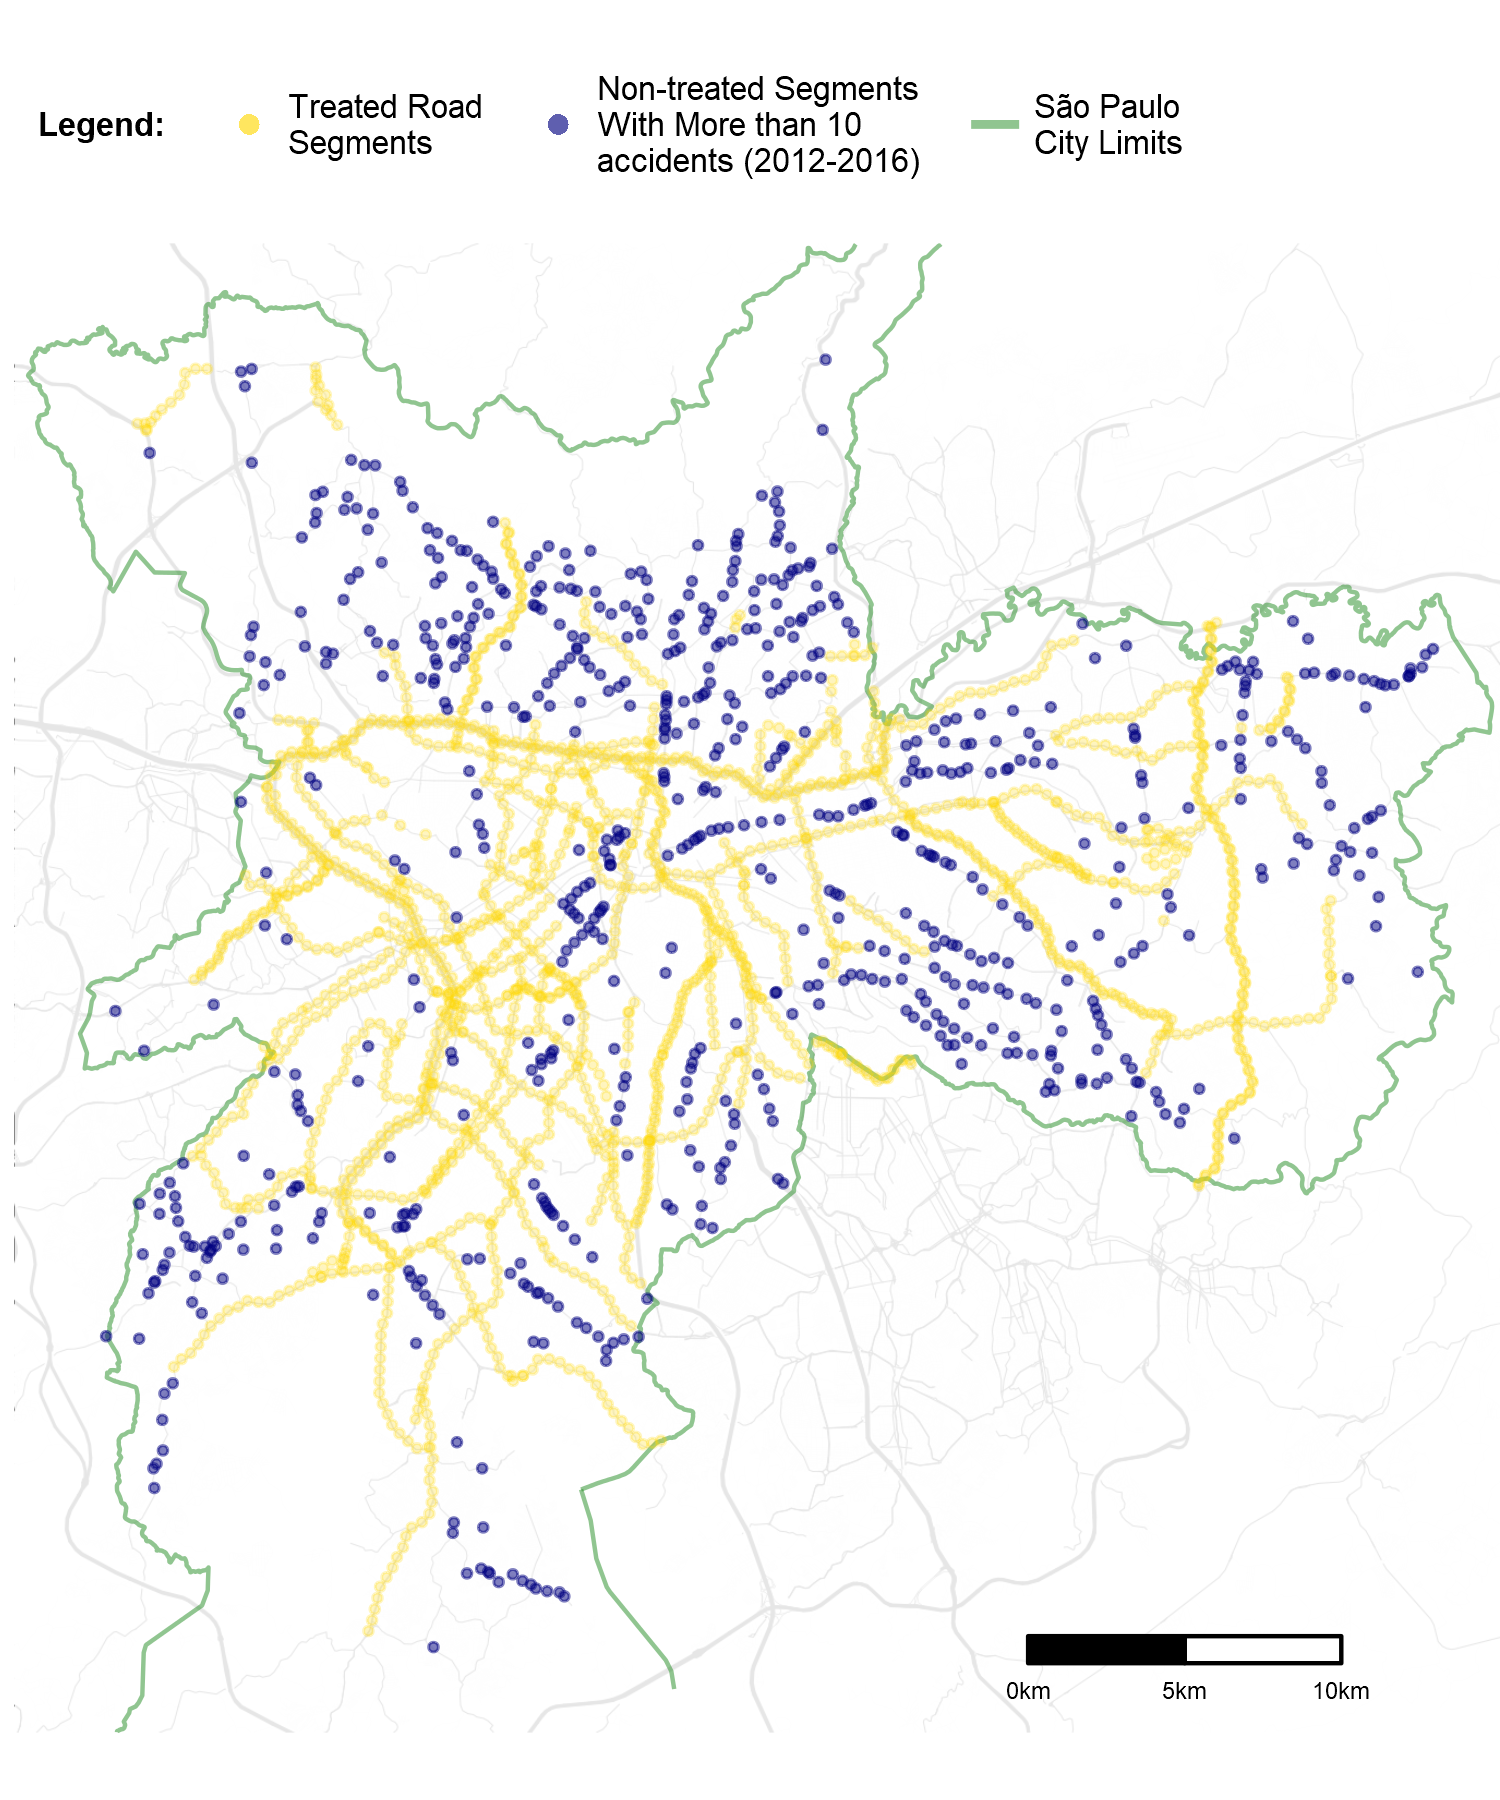 Legend:
Treated Road
Segments
Non-treated Segments
With More than 10
accidents (2012-2016)
São Paulo
City Limits
0km
5km
10km